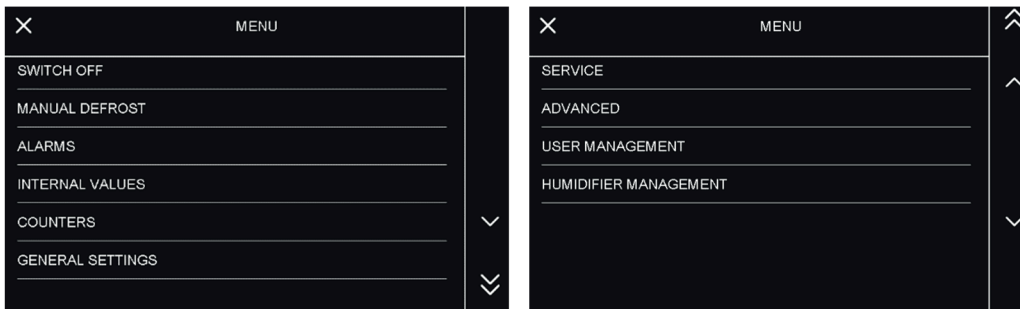 MENU
SWITCH OFF
MANUAL DEFROST
ALARMS
INTERNAL VALUES
COUNTERS
GENERAL SETTINGS
MENU
SERVICE
ADVANCED
USER MANAGEMENT
HUMIDIFIER MANAGEMENT